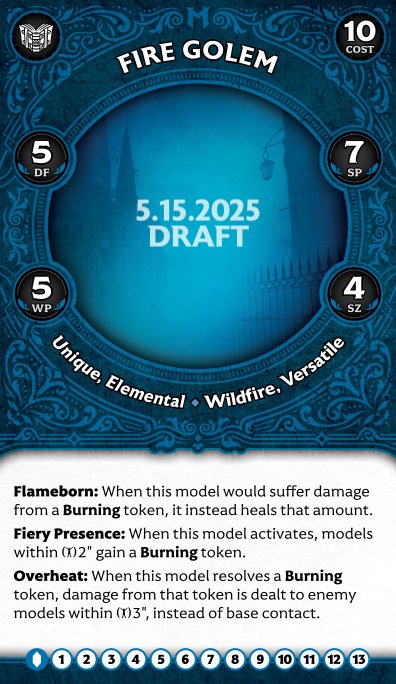 10
COST
FIRE GOLEM
5
DF
7
SP
5.15.2025
DRAFT
5
WP
4
SZ
Unique, Elemental ⬥ Wildfire, Versatile
Flameborn: When this model would suffer damage
from a Burning token, it instead heals that amount.
Fiery Presence: When this model activates, models
within 2" gain a Burning token.
Overheat: When this model resolves a Burning
token, damage from that token is dealt to enemy
models within 3", instead of base contact.
1 2 3 4 5 6 7 8 9 10 11 12 13